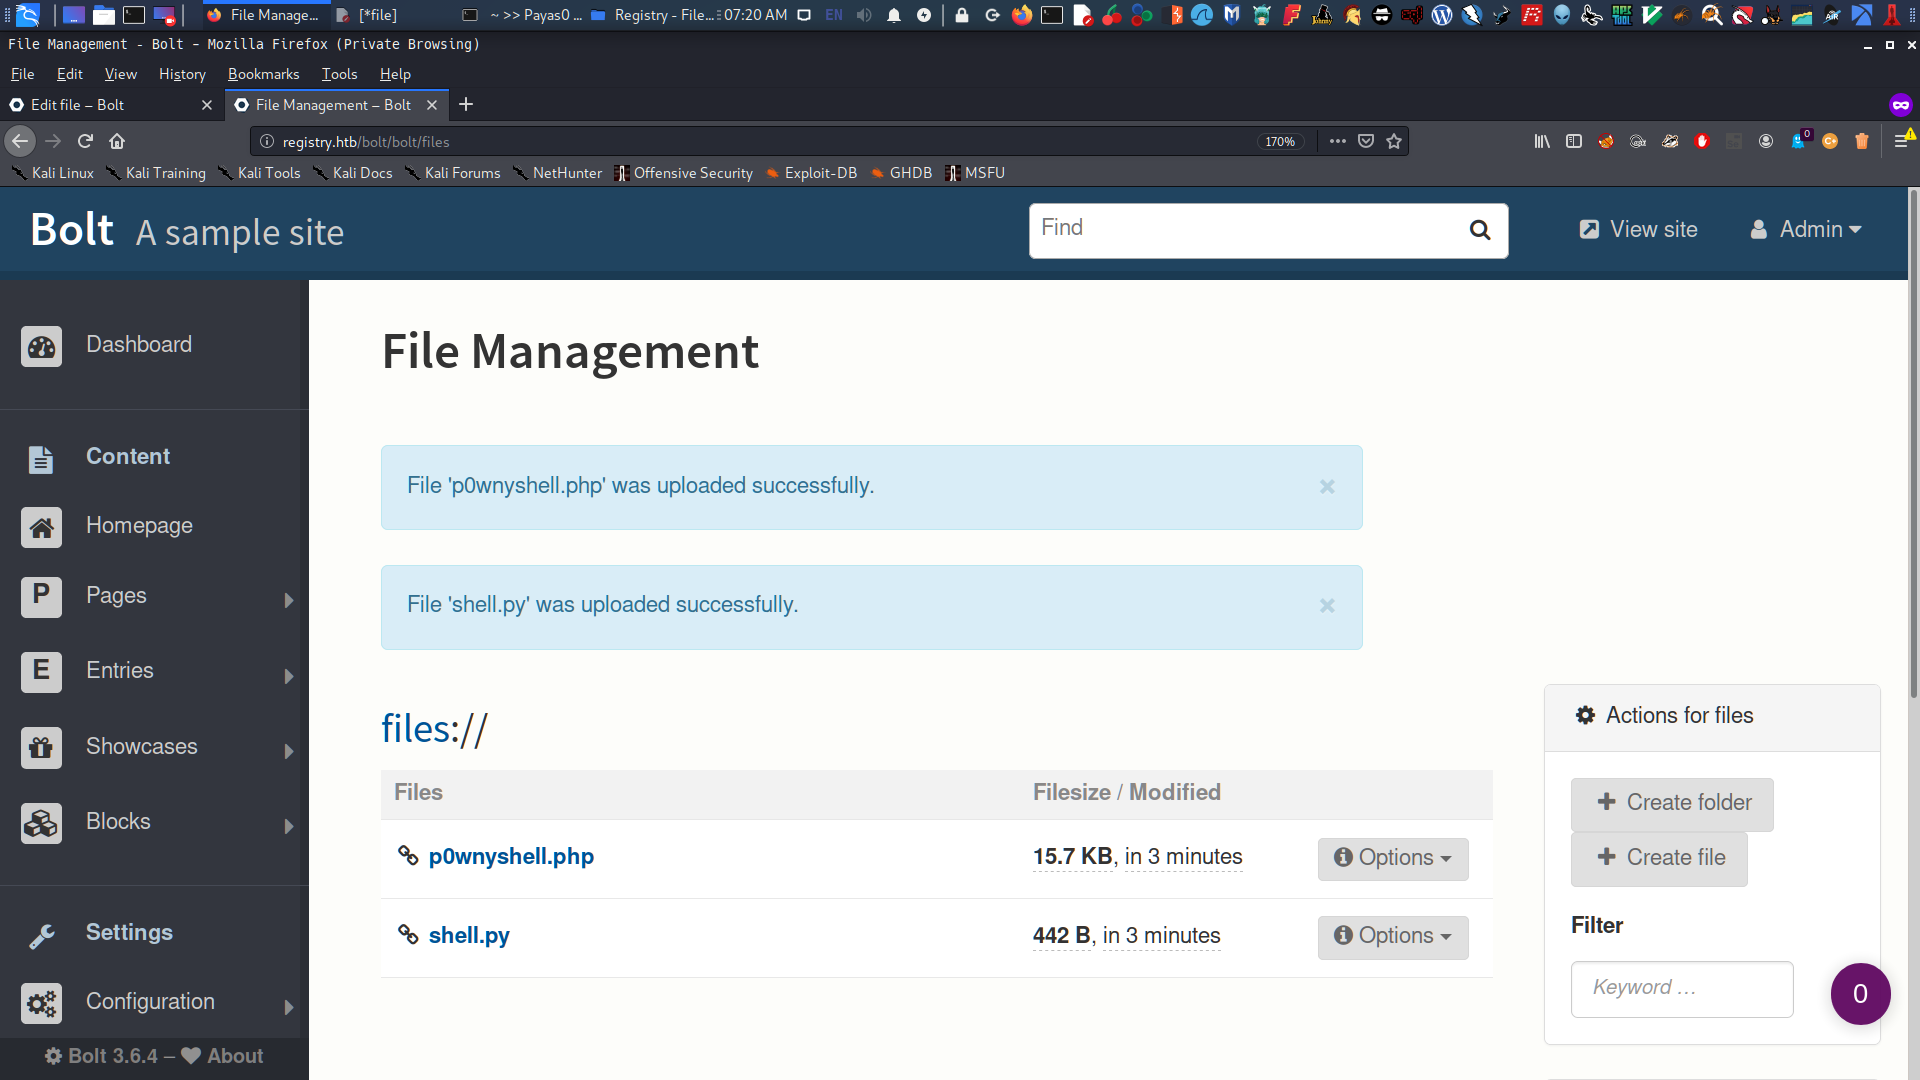 File Manage...
[*file]
~ >> Payas0 ...
Registry - File...
07:20 AM
EN
File Management - Bolt - Mozilla Firefox (Private Browsing)
File
Edit
View
History
Bookmarks
Tools
Help
Edit file – Bolt
File Management – Bolt
registry.htb/bolt/bolt/files
170%
0
Kali Linux
Kali Training
Kali Tools
Kali Docs
Kali Forums
NetHunter
Offensive Security
Exploit-DB
GHDB
MSFU
Bolt A sample site
Find
View site
Admin
Dashboard
Content
Homepage
P Pages
E Entries
Showcases
Blocks
Settings
Configuration
Bolt 3.6.4 – About
File Management
File 'p0wnyshell.php' was uploaded successfully. ×
File 'shell.py' was uploaded successfully. ×
files://
Files Filesize / Modified
p0wnyshell.php 15.7 KB, in 3 minutes Options
shell.py 442 B, in 3 minutes Options
Actions for files
Create folder
Create file
Filter
Keyword ...
0